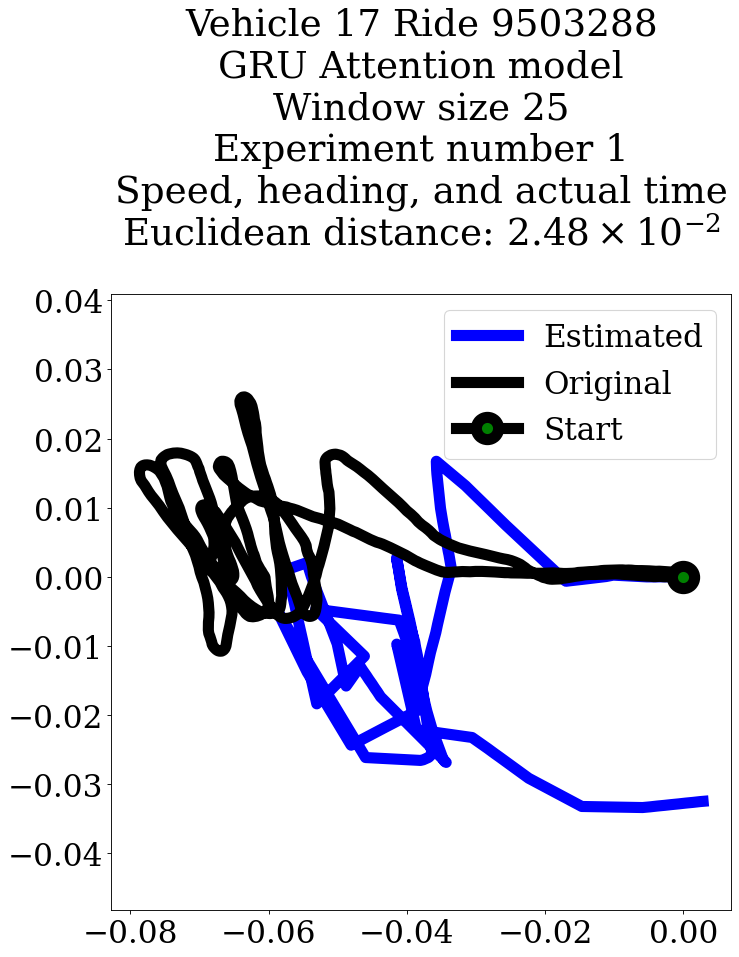 Vehicle 17 Ride 9503288
GRU Attention model
Window size 25
Experiment number 1
Speed, heading, and actual time
Euclidean distance: 2.48 × 10⁻²
Estimated
Original
Start
0.04
0.03
0.02
0.01
0.00
−0.01
−0.02
−0.03
−0.04
−0.08 −0.06 −0.04 −0.02 0.00